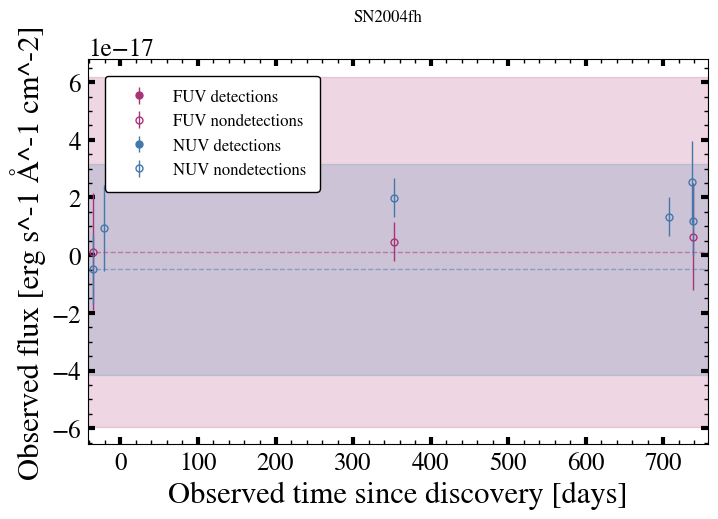 SN2004fh
1e−17
6
4
2
0
−2
−4
−6
FUV detections
FUV nondetections
NUV detections
NUV nondetections
0 100 200 300 400 500 600 700
Observed time since discovery [days]
Observed flux [erg s^-1 Å^-1 cm^-2]